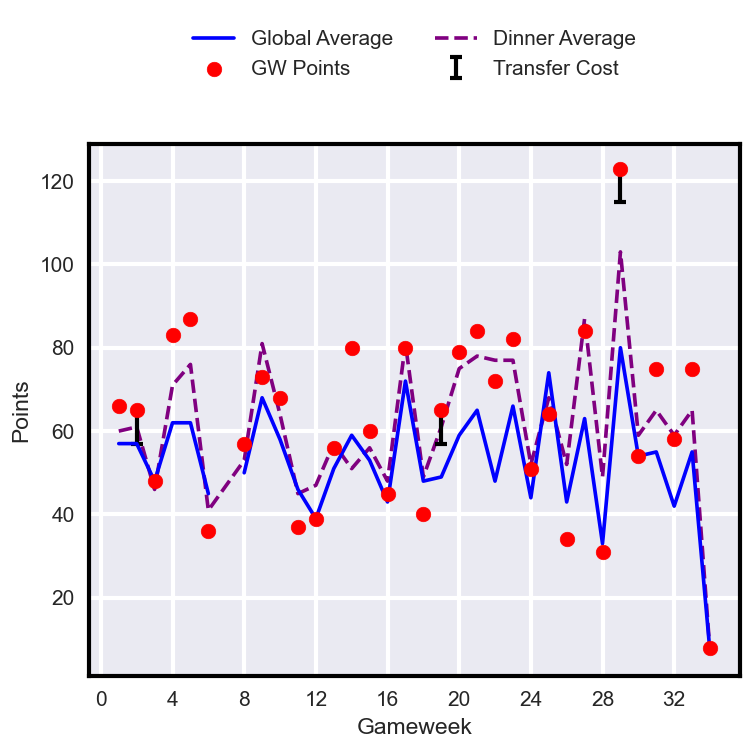 Global Average
Dinner Average
GW Points
Transfer Cost
120
100
80
60
40
20
Points
0 4 8 12 16 20 24 28 32
Gameweek